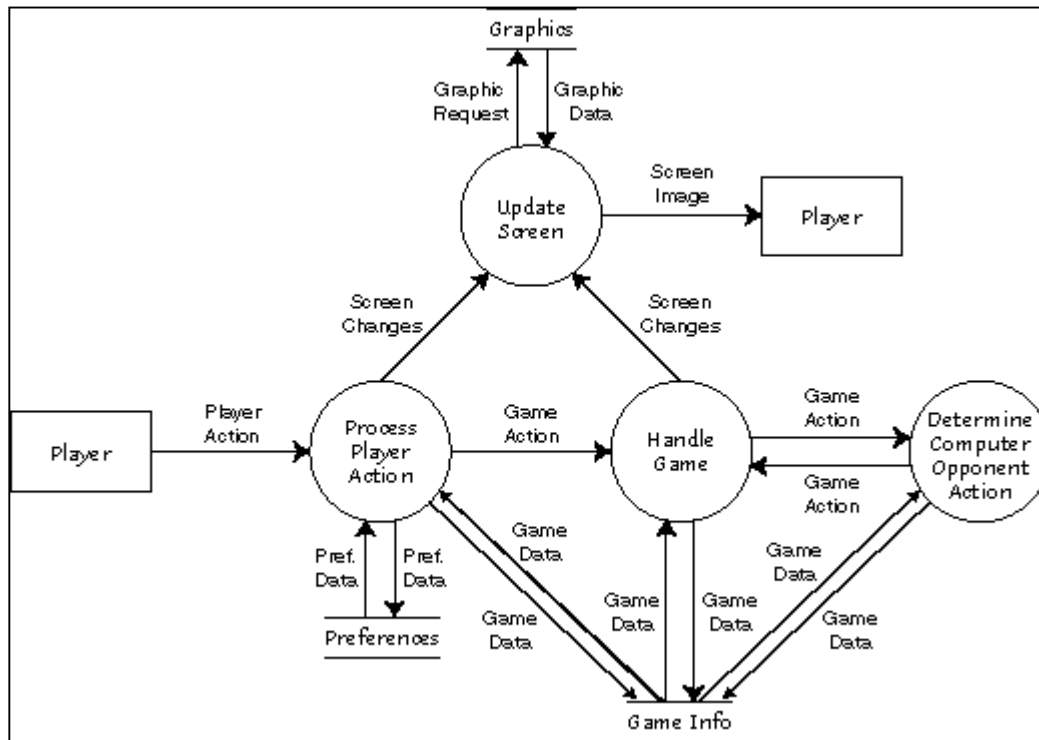 Graphics
Graphic
Request
Graphic
Data
Update
Screen
Screen
Image
Player
Screen
Changes
Screen
Changes
Player
Player
Action
Process
Player
Action
Game
Action
Handle
Game
Game
Action
Game
Action
Determine
Computer
Opponent
Action
Pref.
Data
Pref.
Data
Preferences
Game
Data
Game
Data
Game
Data
Game
Data
Game
Data
Game
Data
Game Info